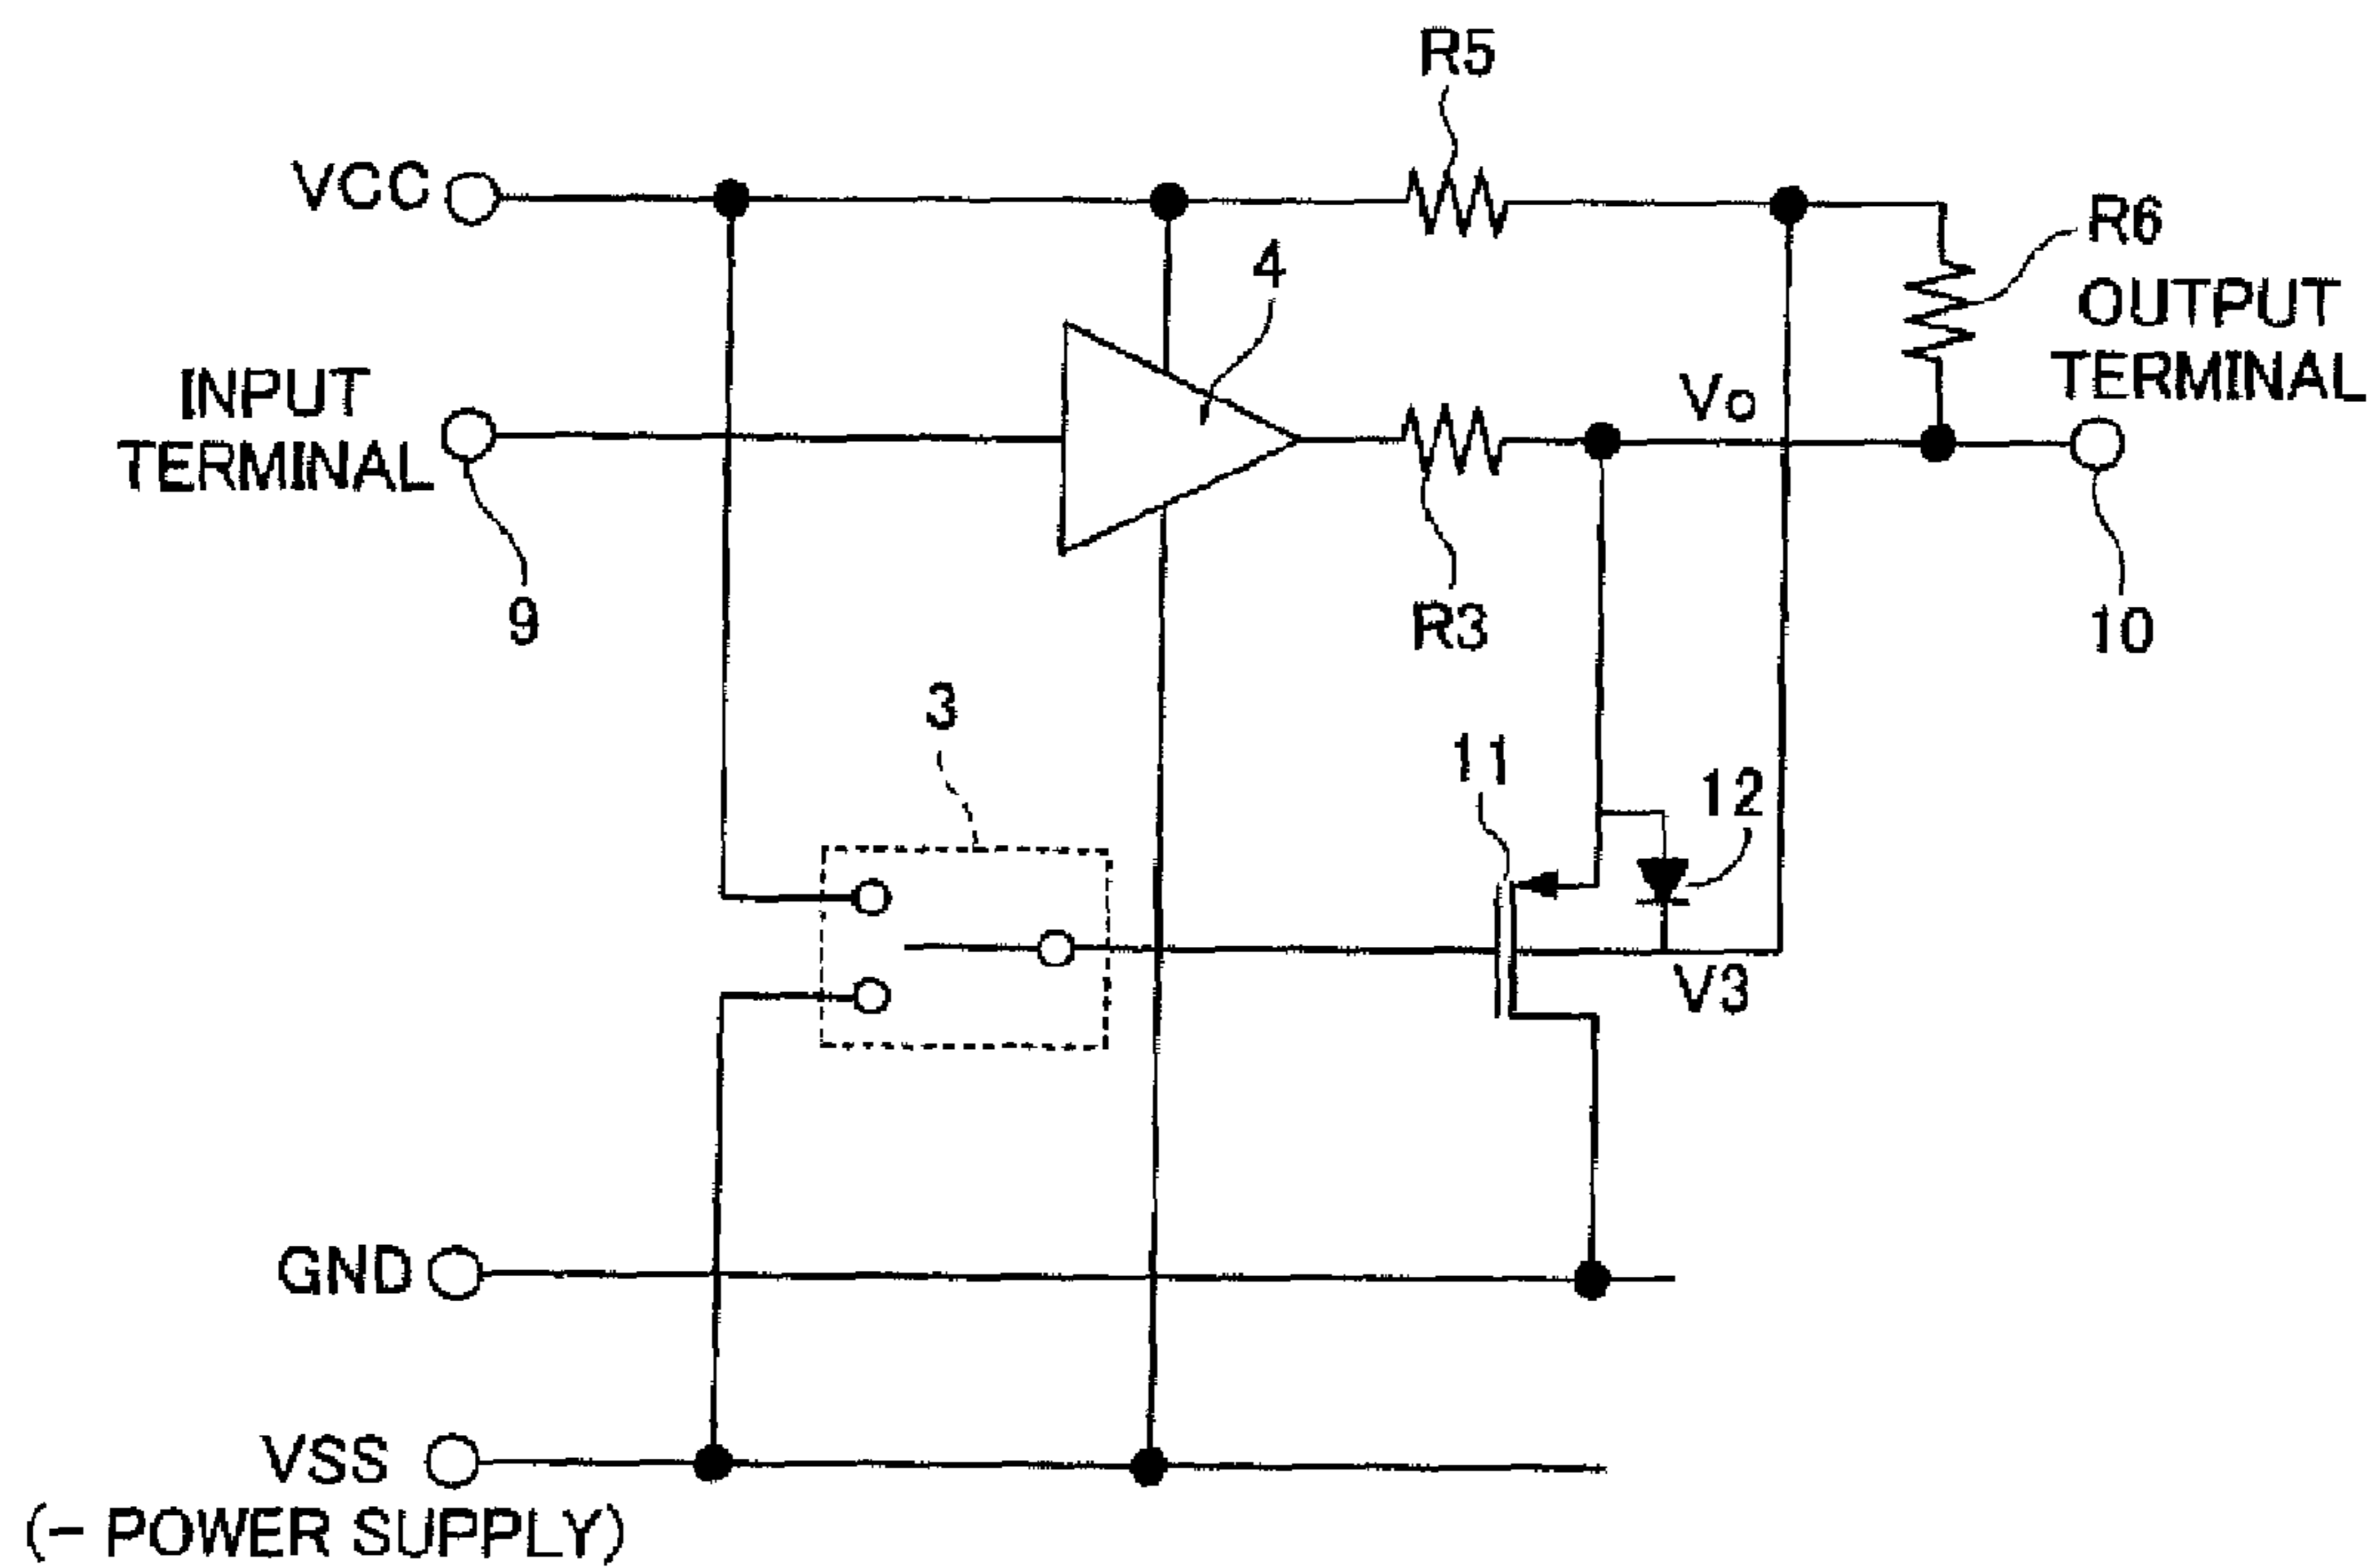 R5
VCC
R6
4
OUTPUT
TERMINAL
INPUT
TERMINAL
Vo
9
R3
10
3
11
12
V3
GND
VSS
(− POWER SUPPLY)